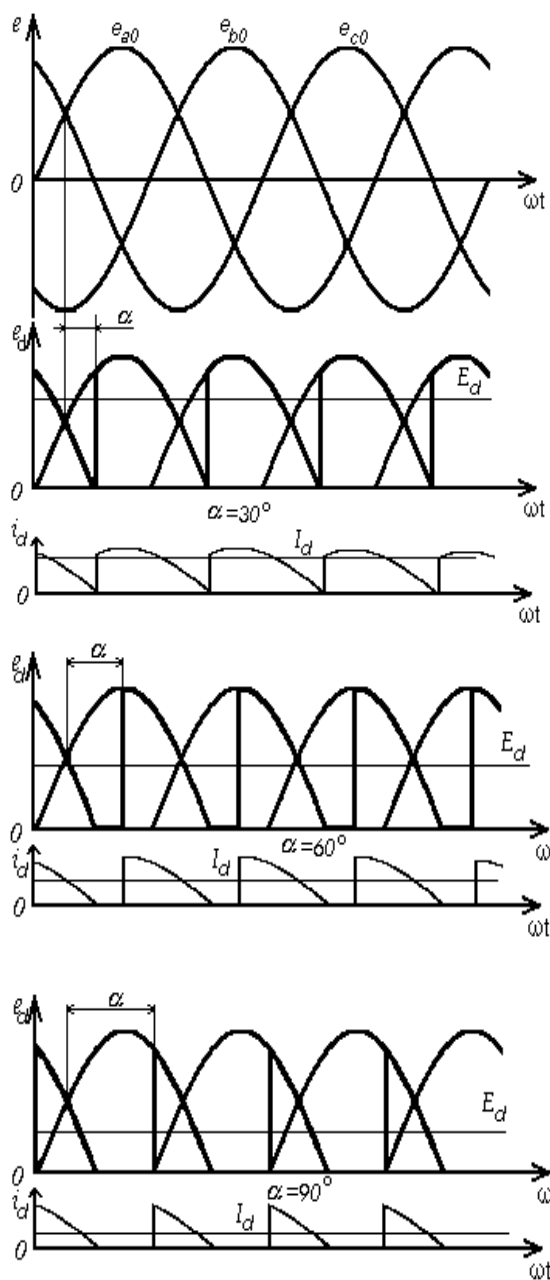 e e_a0 e_b0 e_c0
0 ωt
e_d α
E_d
0 ωt
α=30°
i_d I_d
0 ωt
e_d α
E_d
0 ω
α=60°
i_d I_d
0 ωt
e_d α
E_d
0 ω
α=90°
i_d I_d
0 ωt